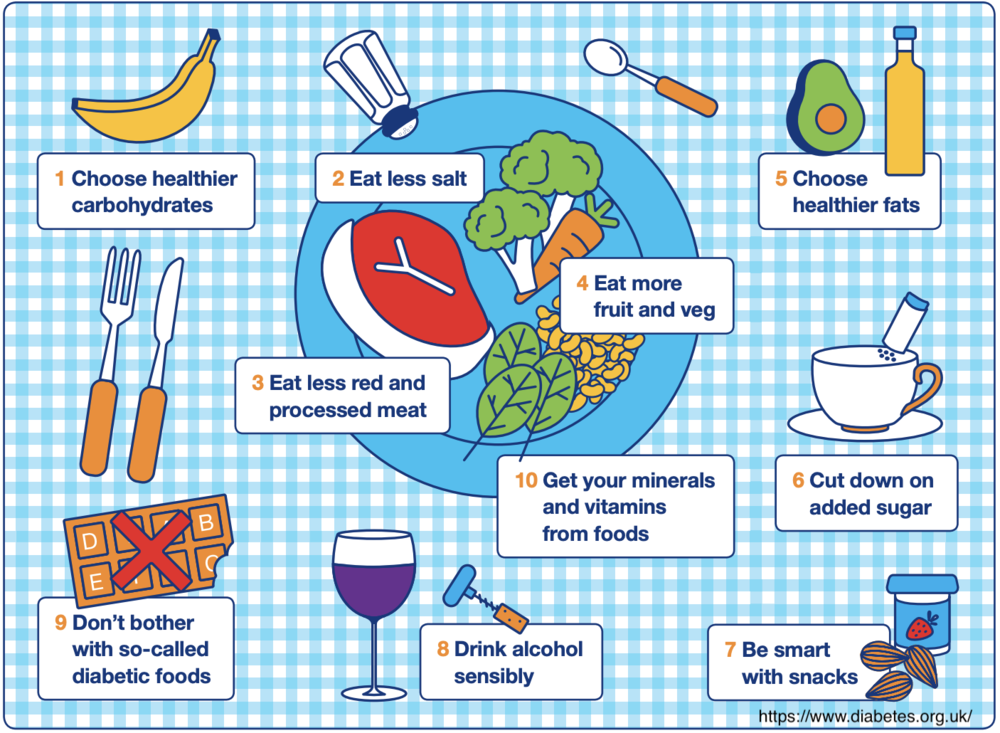 1 Choose healthier
carbohydrates
2 Eat less salt
3 Eat less red and
processed meat
4 Eat more
fruit and veg
5 Choose
healthier fats
6 Cut down on
added sugar
7 Be smart
with snacks
8 Drink alcohol
sensibly
9 Don't bother
with so-called
diabetic foods
10 Get your minerals
and vitamins
from foods
D B
E
https://www.diabetes.org.uk/